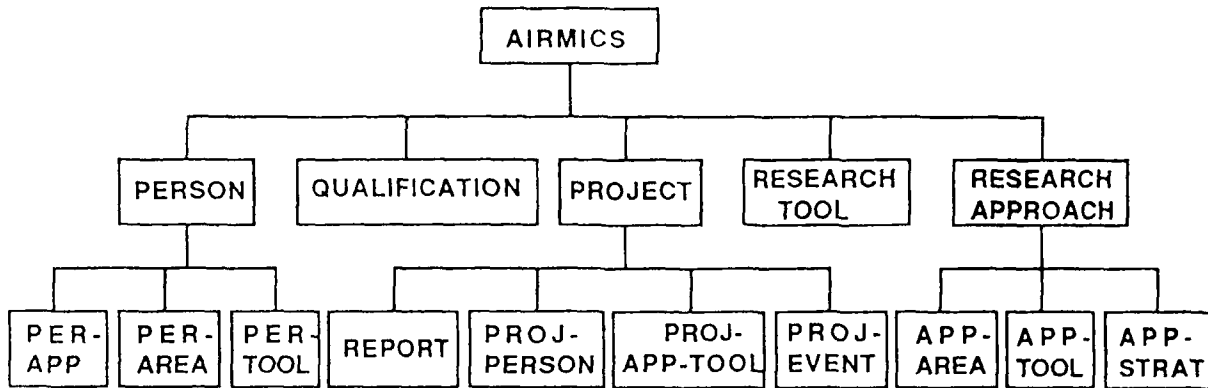 AIRMICS
PERSON
QUALIFICATION
PROJECT
RESEARCH
TOOL
RESEARCH
APPROACH
PER-
APP
PER-
AREA
PER-
TOOL
REPORT
PROJ-
PERSON
PROJ-
APP-TOOL
PROJ-
EVENT
APP-
AREA
APP-
TOOL
APP-
STRAT